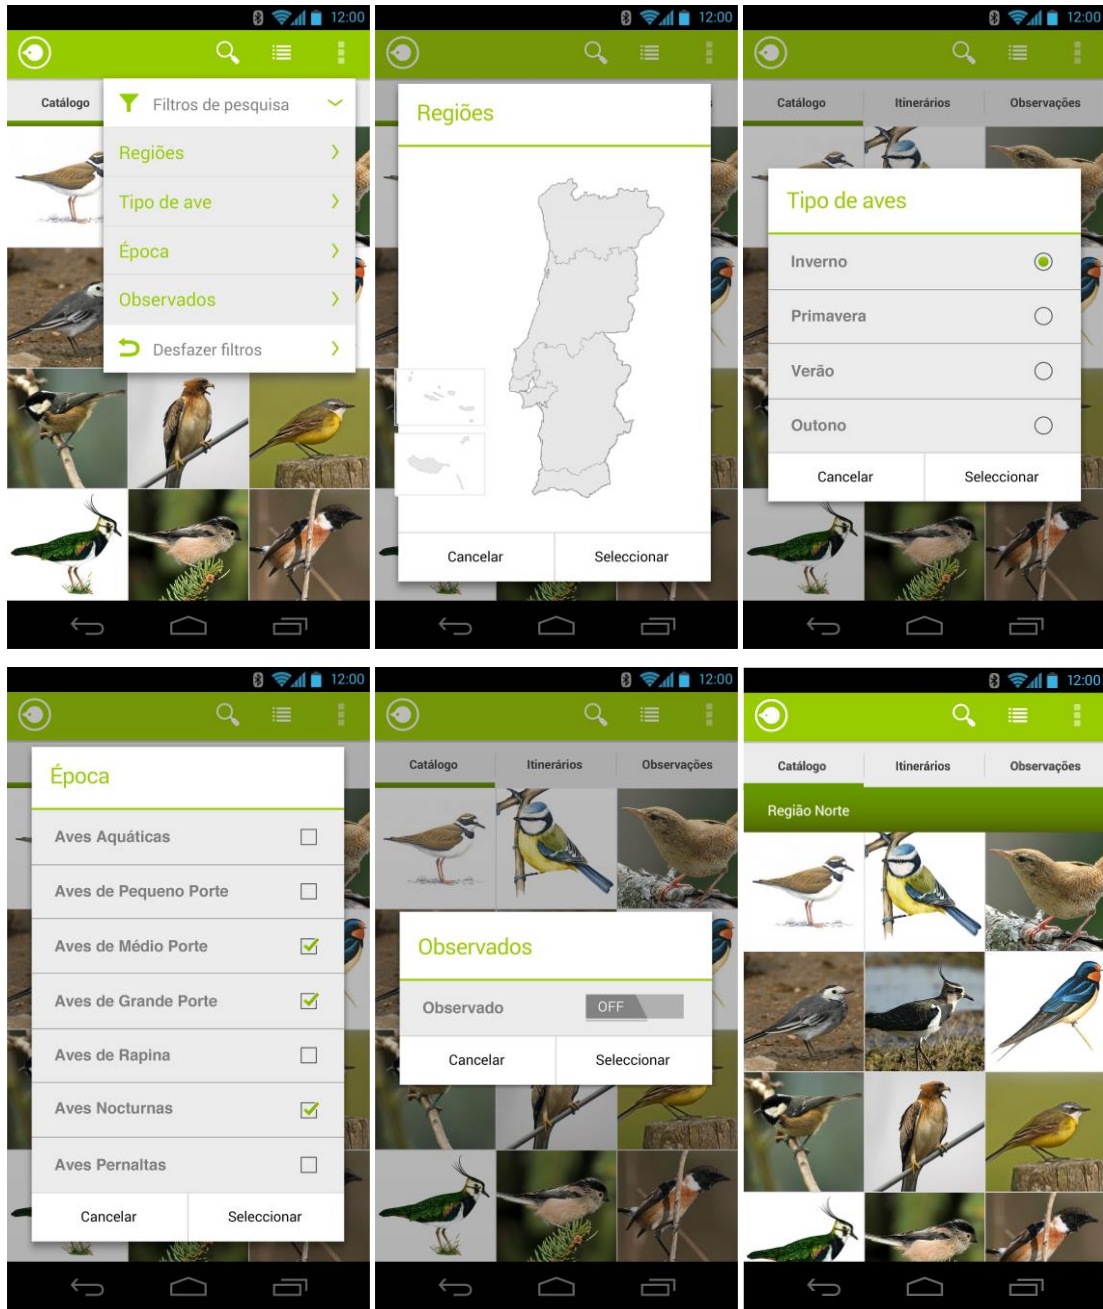 12:00
Catálogo
Filtros de pesquisa
Regiões
Tipo de ave
Época
Observados
Desfazer filtros
12:00
Regiões
Cancelar Seleccionar
12:00
Catálogo Itinerários Observações
Tipo de aves
Inverno
Primavera
Verão
Outono
Cancelar Seleccionar
12:00
Época
Aves Aquáticas
Aves de Pequeno Porte
Aves de Médio Porte
Aves de Grande Porte
Aves de Rapina
Aves Nocturnas
Aves Pernaltas
Cancelar Seleccionar
12:00
Catálogo Itinerários Observações
Observados
Observado OFF
Cancelar Seleccionar
12:00
Catálogo Itinerários Observações
Região Norte